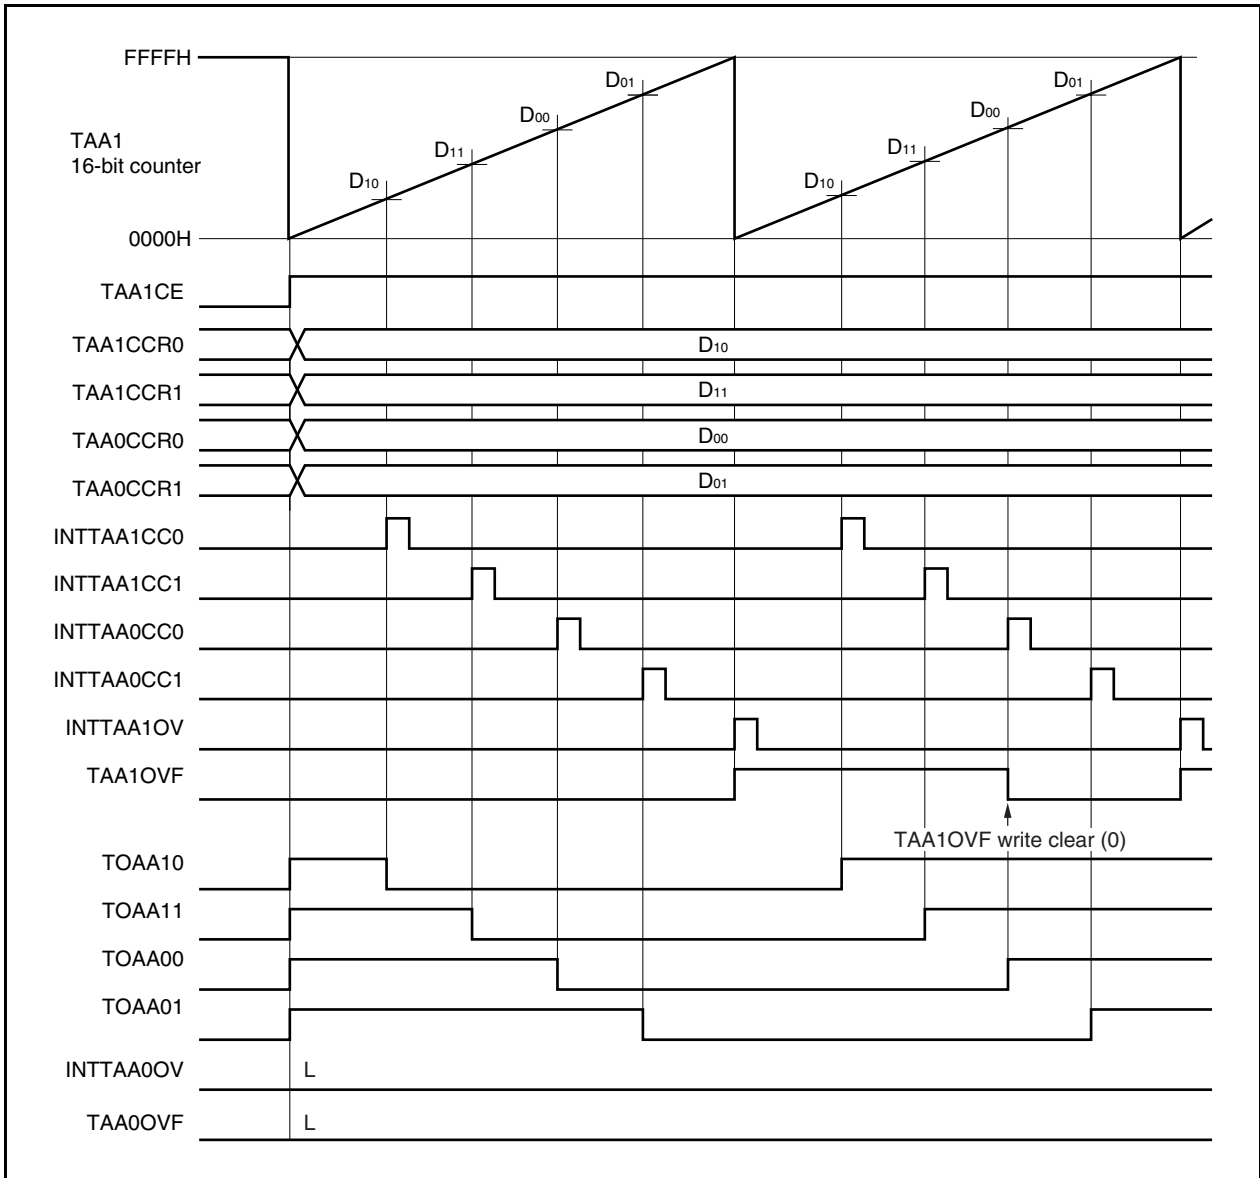 FFFFH
TAA1
16-bit counter
0000H
D10
D11
D00
D01
D10
D11
D00
D01
TAA1CE
TAA1CCR0
D10
TAA1CCR1
D11
TAA0CCR0
D00
TAA0CCR1
D01
INTTAA1CC0
INTTAA1CC1
INTTAA0CC0
INTTAA0CC1
INTTAA1OV
TAA1OVF
TAA1OVF write clear (0)
TOAA10
TOAA11
TOAA00
TOAA01
INTTAA0OV
L
TAA0OVF
L